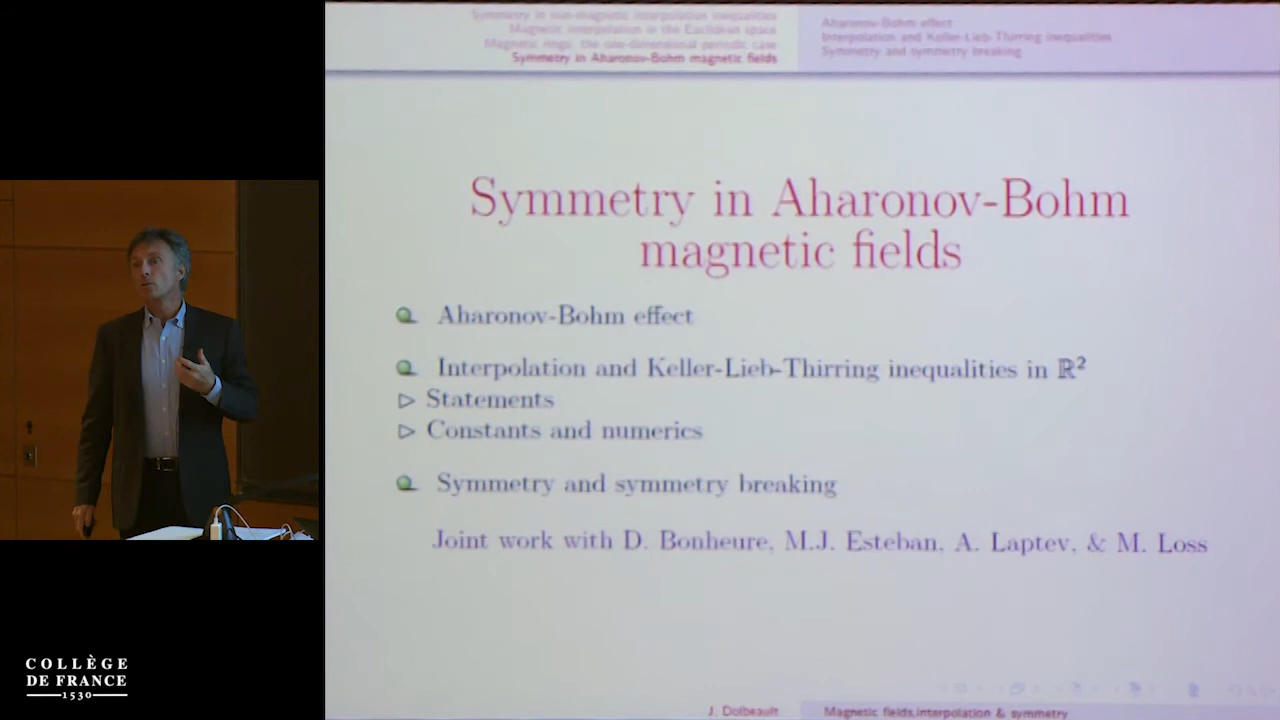 Symmetry in non-magnetic interpolation inequalities
Magnetic interpolation in the Euclidean space
Magnetic rings: the one-dimensional periodic case
Symmetry in Aharonov-Bohm magnetic fields
Aharonov-Bohm effect
Interpolation and Keller-Lieb-Thirring inequalities
Symmetry and symmetry breaking
Symmetry in Aharonov-Bohm
magnetic fields
Aharonov-Bohm effect
Interpolation and Keller-Lieb-Thirring inequalities in ℝ²
Statements
Constants and numerics
Symmetry and symmetry breaking
Joint work with D. Bonheure, M.J. Esteban, A. Laptev, & M. Loss
J. Dolbeault
Magnetic fields, interpolation & symmetry
COLLÈGE
DE FRANCE
1530